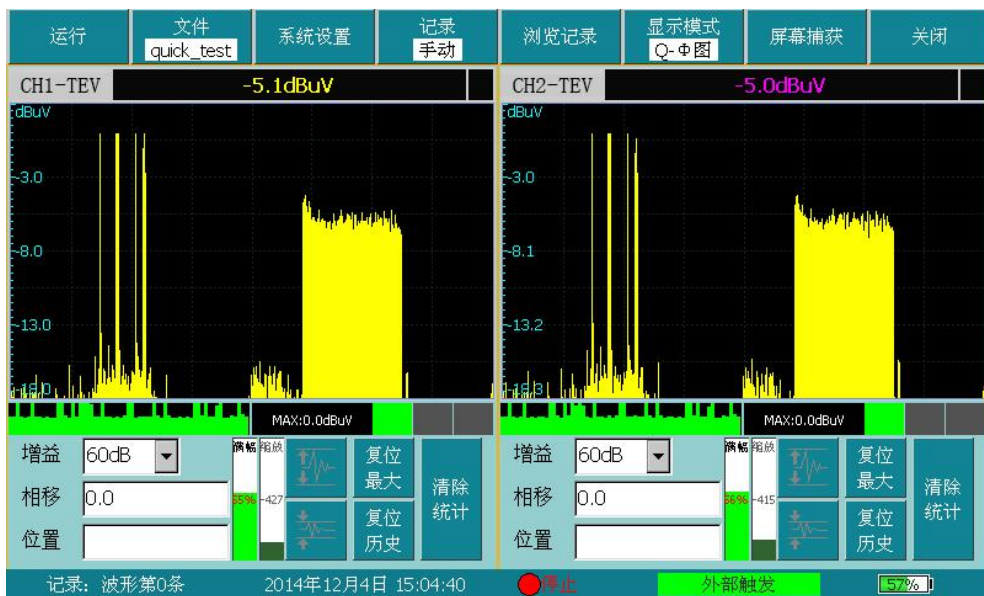 运行
文件
quick_test
系统设置
记录
手动
浏览记录
显示模式
Q-Φ图
屏幕捕获
关闭
CH1-TEV -5.1dBuV
CH2-TEV -5.0dBuV
dBuV
-3.0
-8.0
-13.0
-18.0
dBuV
-3.0
-8.1
-13.2
-18.3
MAX:0.0dBuV
MAX:0.0dBuV
增益 60dB
相移 0.0
位置
满幅 缩放
65% -427
复位
最大
复位
历史
清除
统计
增益 60dB
相移 0.0
位置
满幅 缩放
66% -415
复位
最大
复位
历史
清除
统计
记录: 波形第0条 2014年12月4日 15:04:40 停止 外部触发 57%